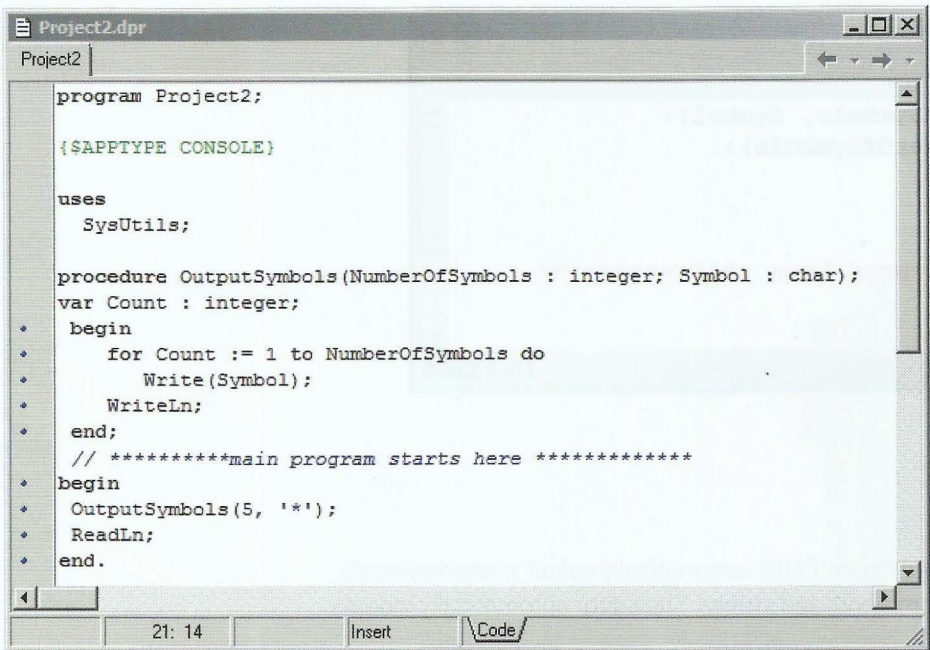 Project2.dpr
Project2
program Project2;
{$APPTYPE CONSOLE}
uses
SysUtils;
procedure OutputSymbols(NumberOfSymbols : integer; Symbol : char);
var Count : integer;
begin
for Count := 1 to NumberOfSymbols do
Write(Symbol);
WriteLn;
end;
// **********main program starts here *************
begin
OutputSymbols(5, '*');
ReadLn;
end.
21: 14 Insert Code